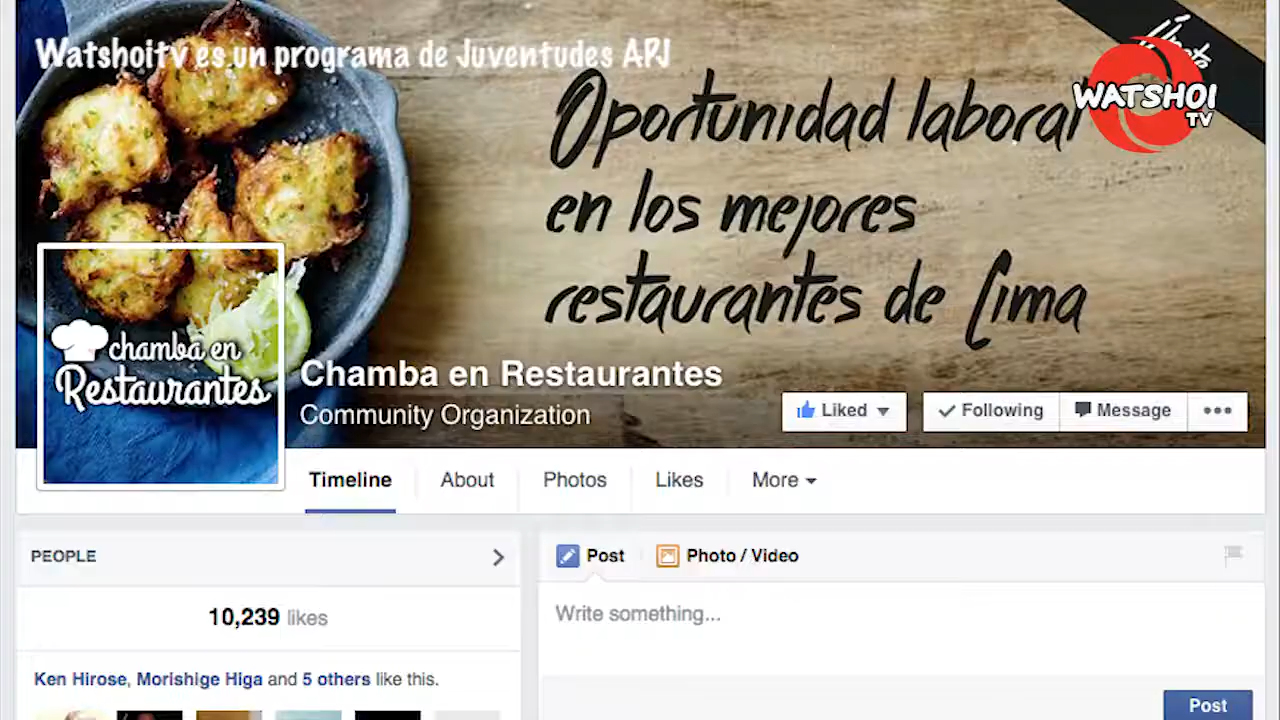 Watshoitv es un programa de Juventudes APJ
WATSHOI
TV
Oportunidad laboral
en los mejores
restaurantes de Lima
chamba en
Restaurantes
Chamba en Restaurantes
Community Organization
Liked
Following
Message
Timeline
About
Photos
Likes
More
PEOPLE
Post
Photo / Video
10,239 likes
Write something...
Ken Hirose, Morishige Higa and 5 others like this.
Post